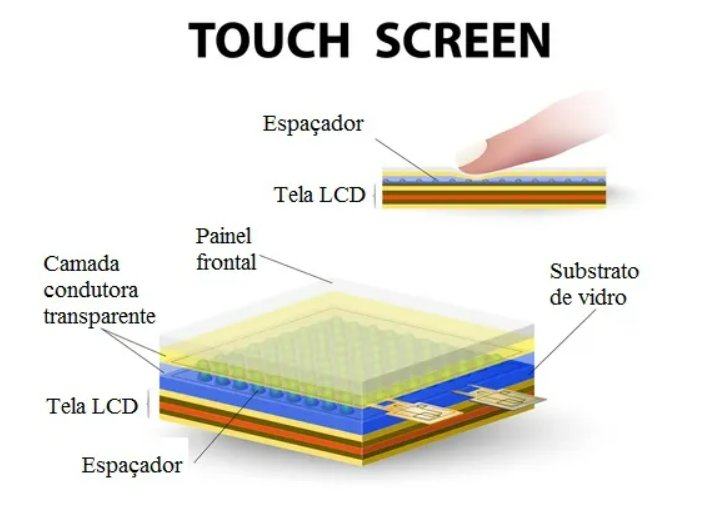 TOUCH SCREEN
Espaçador
Tela LCD
Painel
frontal
Camada
condutora
transparente
Substrato
de vidro
Tela LCD
Espaçador